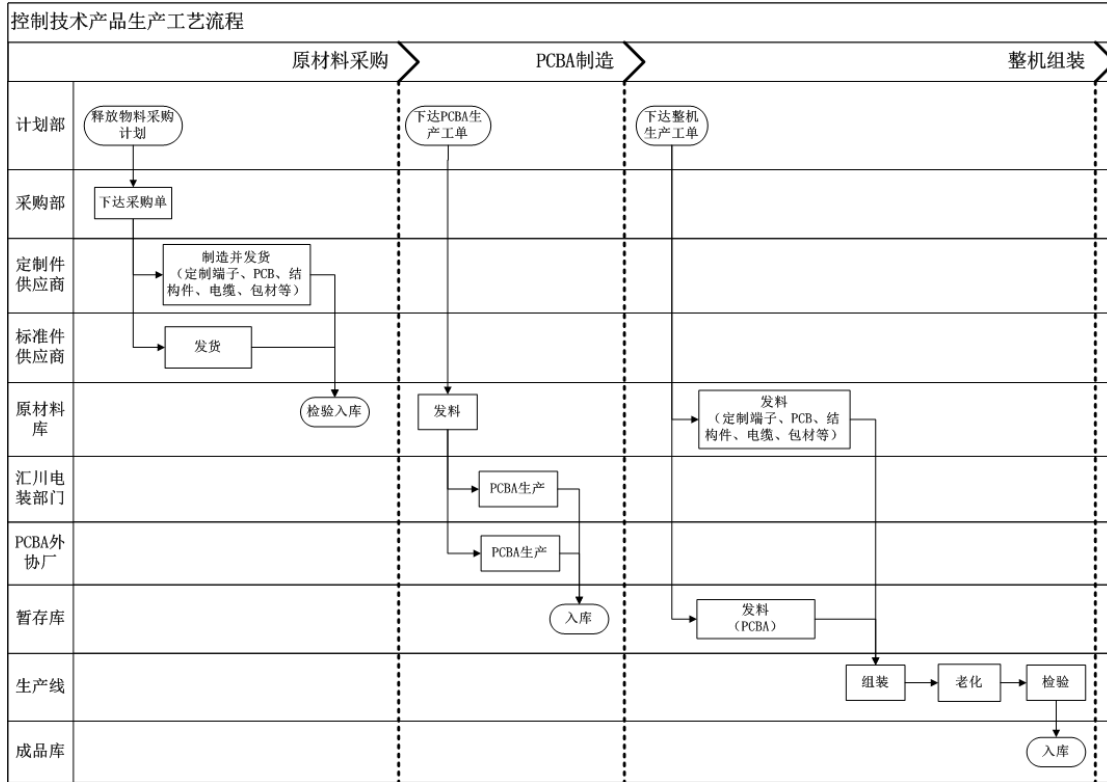 控制技术产品生产工艺流程
原材料采购
PCBA制造
整机组装
计划部
释放物料采购
计划
下达PCBA生
产工单
下达整机
生产工单
采购部
下达采购单
定制件
供应商
制造并发货
（定制端子、PCB、结
构件、电缆、包材等）
标准件
供应商
发货
原材料
库
检验入库
发料
发料
（定制端子、PCB、结
构件、电缆、包材等）
汇川电
装部门
PCBA生产
PCBA外
协厂
PCBA生产
暂存库
入库
发料
（PCBA）
生产线
组装
老化
检验
成品库
入库